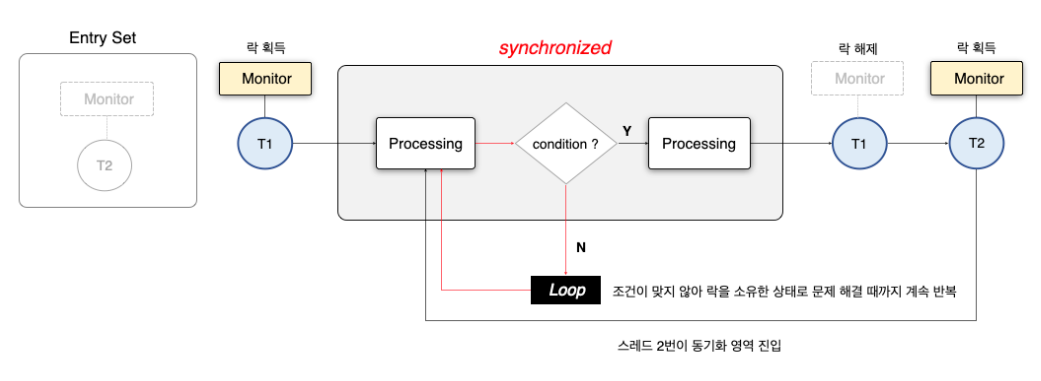 Entry Set
Monitor
T2
락 획득
Monitor
T1
synchronized
Processing
condition ?
Y
Processing
N
Loop
조건이 맞지 않아 락을 소유한 상태로 문제 해결 때까지 계속 반복
락 해제
Monitor
T1
락 획득
Monitor
T2
스레드 2번이 동기화 영역 진입